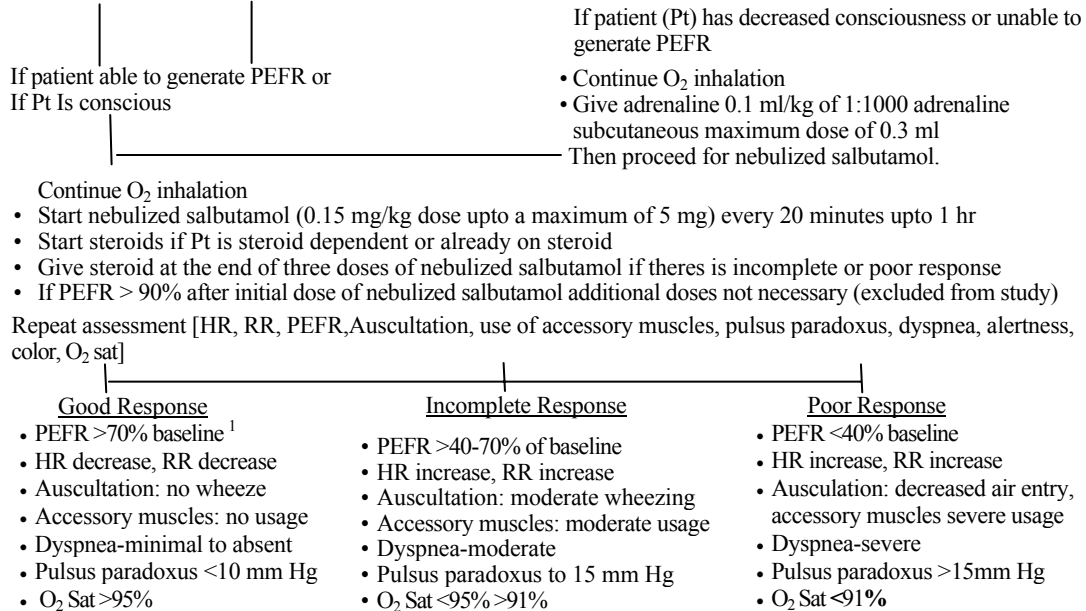 If patient (Pt) has decreased consciousness or unable to
generate PEFR
If patient able to generate PEFR or
If Pt Is conscious
• Continue O₂ inhalation
• Give adrenaline 0.1 ml/kg of 1:1000 adrenaline
subcutaneous maximum dose of 0.3 ml
Then proceed for nebulized salbutamol.
Continue O₂ inhalation
• Start nebulized salbutamol (0.15 mg/kg dose upto a maximum of 5 mg) every 20 minutes upto 1 hr
• Start steroids if Pt is steroid dependent or already on steroid
• Give steroid at the end of three doses of nebulized salbutamol if theres is incomplete or poor response
• If PEFR > 90% after initial dose of nebulized salbutamol additional doses not necessary (excluded from study)
Repeat assessment [HR, RR, PEFR,Auscultation, use of accessory muscles, pulsus paradoxus, dyspnea, alertness,
color, O₂ sat]
Good Response
• PEFR >70% baseline ¹
• HR decrease, RR decrease
• Auscultation: no wheeze
• Accessory muscles: no usage
• Dyspnea-minimal to absent
• Pulsus paradoxus <10 mm Hg
• O₂ Sat >95%
Incomplete Response
• PEFR >40-70% of baseline
• HR increase, RR increase
• Auscultation: moderate wheezing
• Accessory muscles: moderate usage
• Dyspnea-moderate
• Pulsus paradoxus to 15 mm Hg
• O₂ Sat <95% >91%
Poor Response
• PEFR <40% baseline
• HR increase, RR increase
• Ausculation: decreased air entry,
accessory muscles severe usage
• Dyspnea-severe
• Pulsus paradoxus >15mm Hg
• O₂ Sat <91%